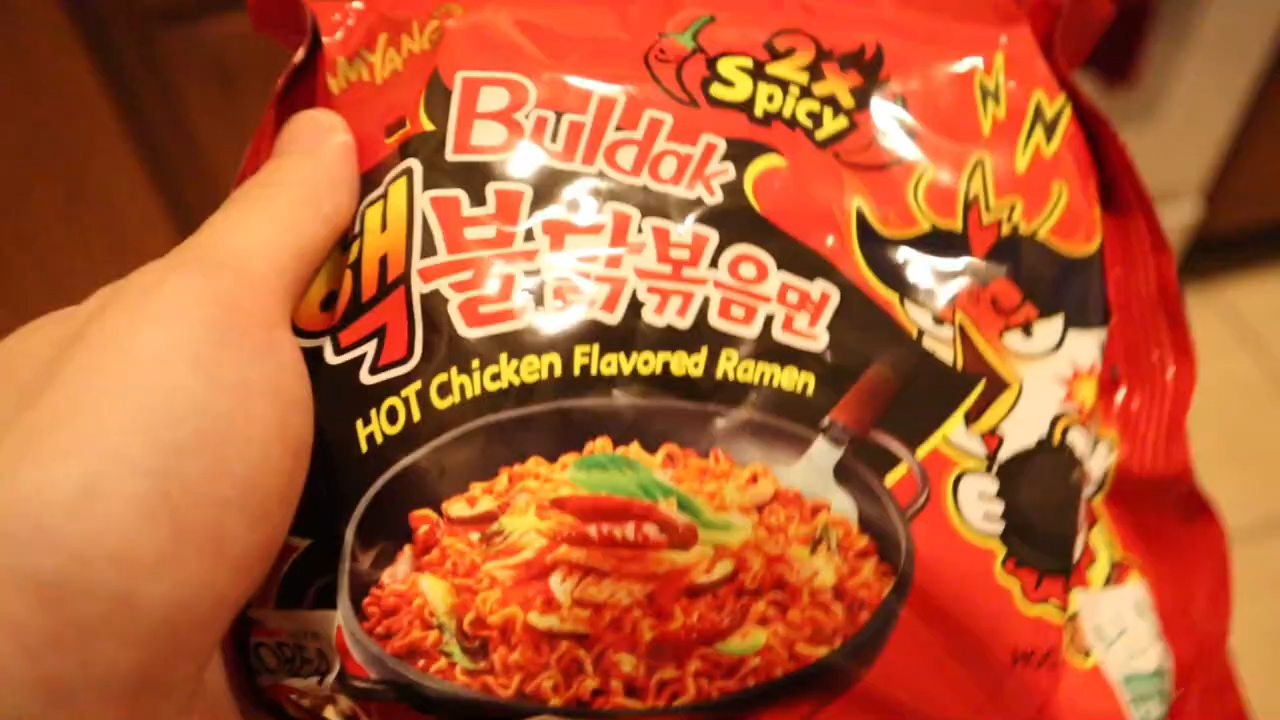 2x
Spicy
Buldak
핵불닭볶음면
HOT Chicken Flavored Ramen